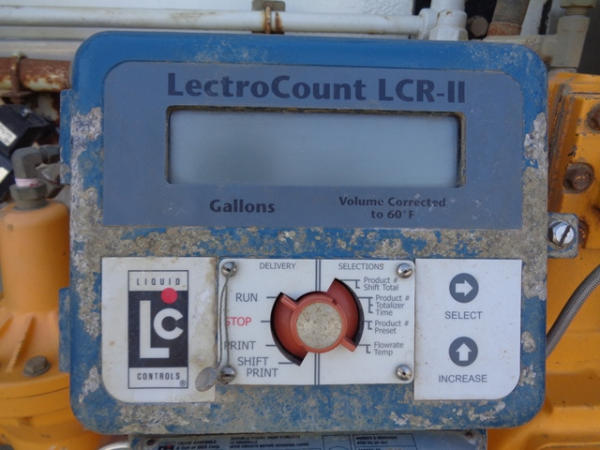 LectroCount LCR-II
Gallons
Volume Corrected
to 60°F
LIQUID
LC
CONTROLS®
DELIVERY
RUN
STOP
PRINT
SHIFT
PRINT
SELECTIONS
Product #
Shift Total
Product #
Totalizer
Time
Product #
Preset
Flowrate
Temp
SELECT
INCREASE